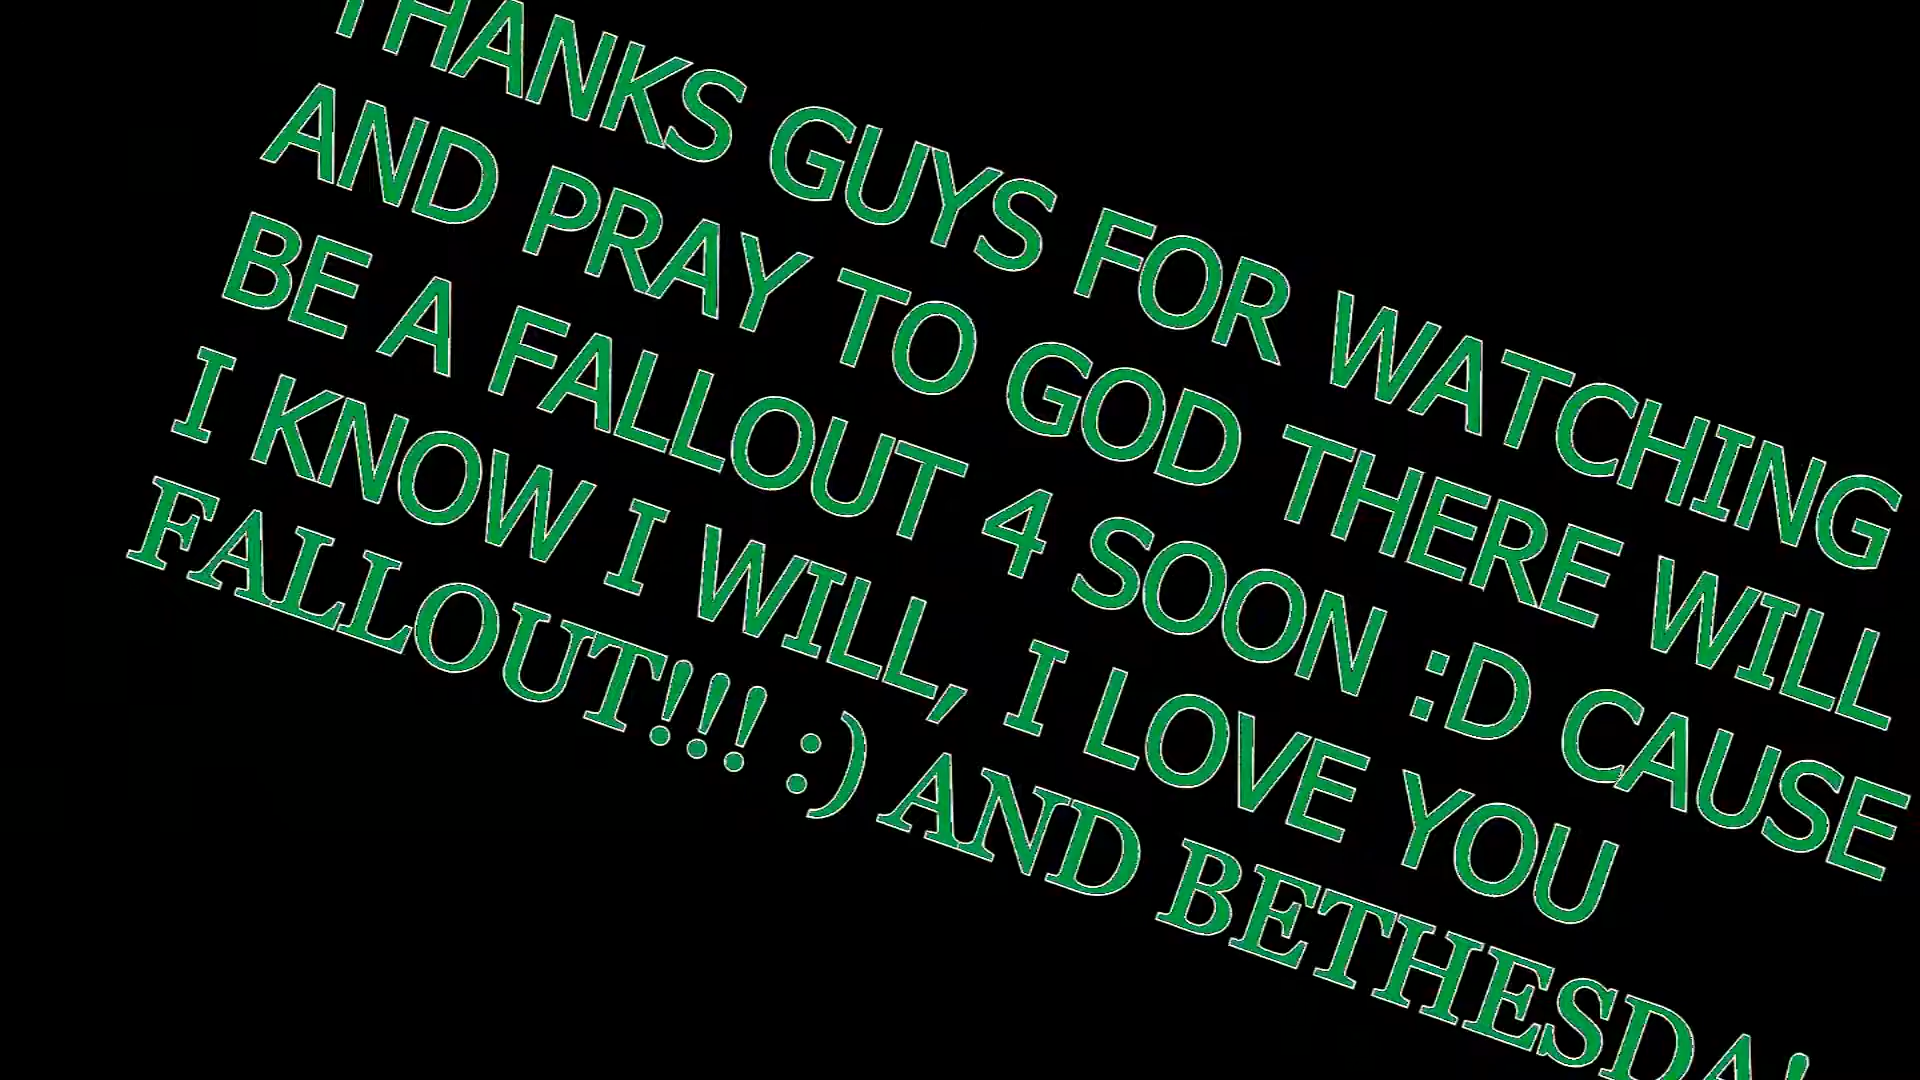 THANKS GUYS FOR WATCHING
AND PRAY TO GOD THERE WILL
BE A FALLOUT 4 SOON :D CAUSE
I KNOW I WILL, I LOVE YOU
FALLOUT!!! :) AND BETHESDA!